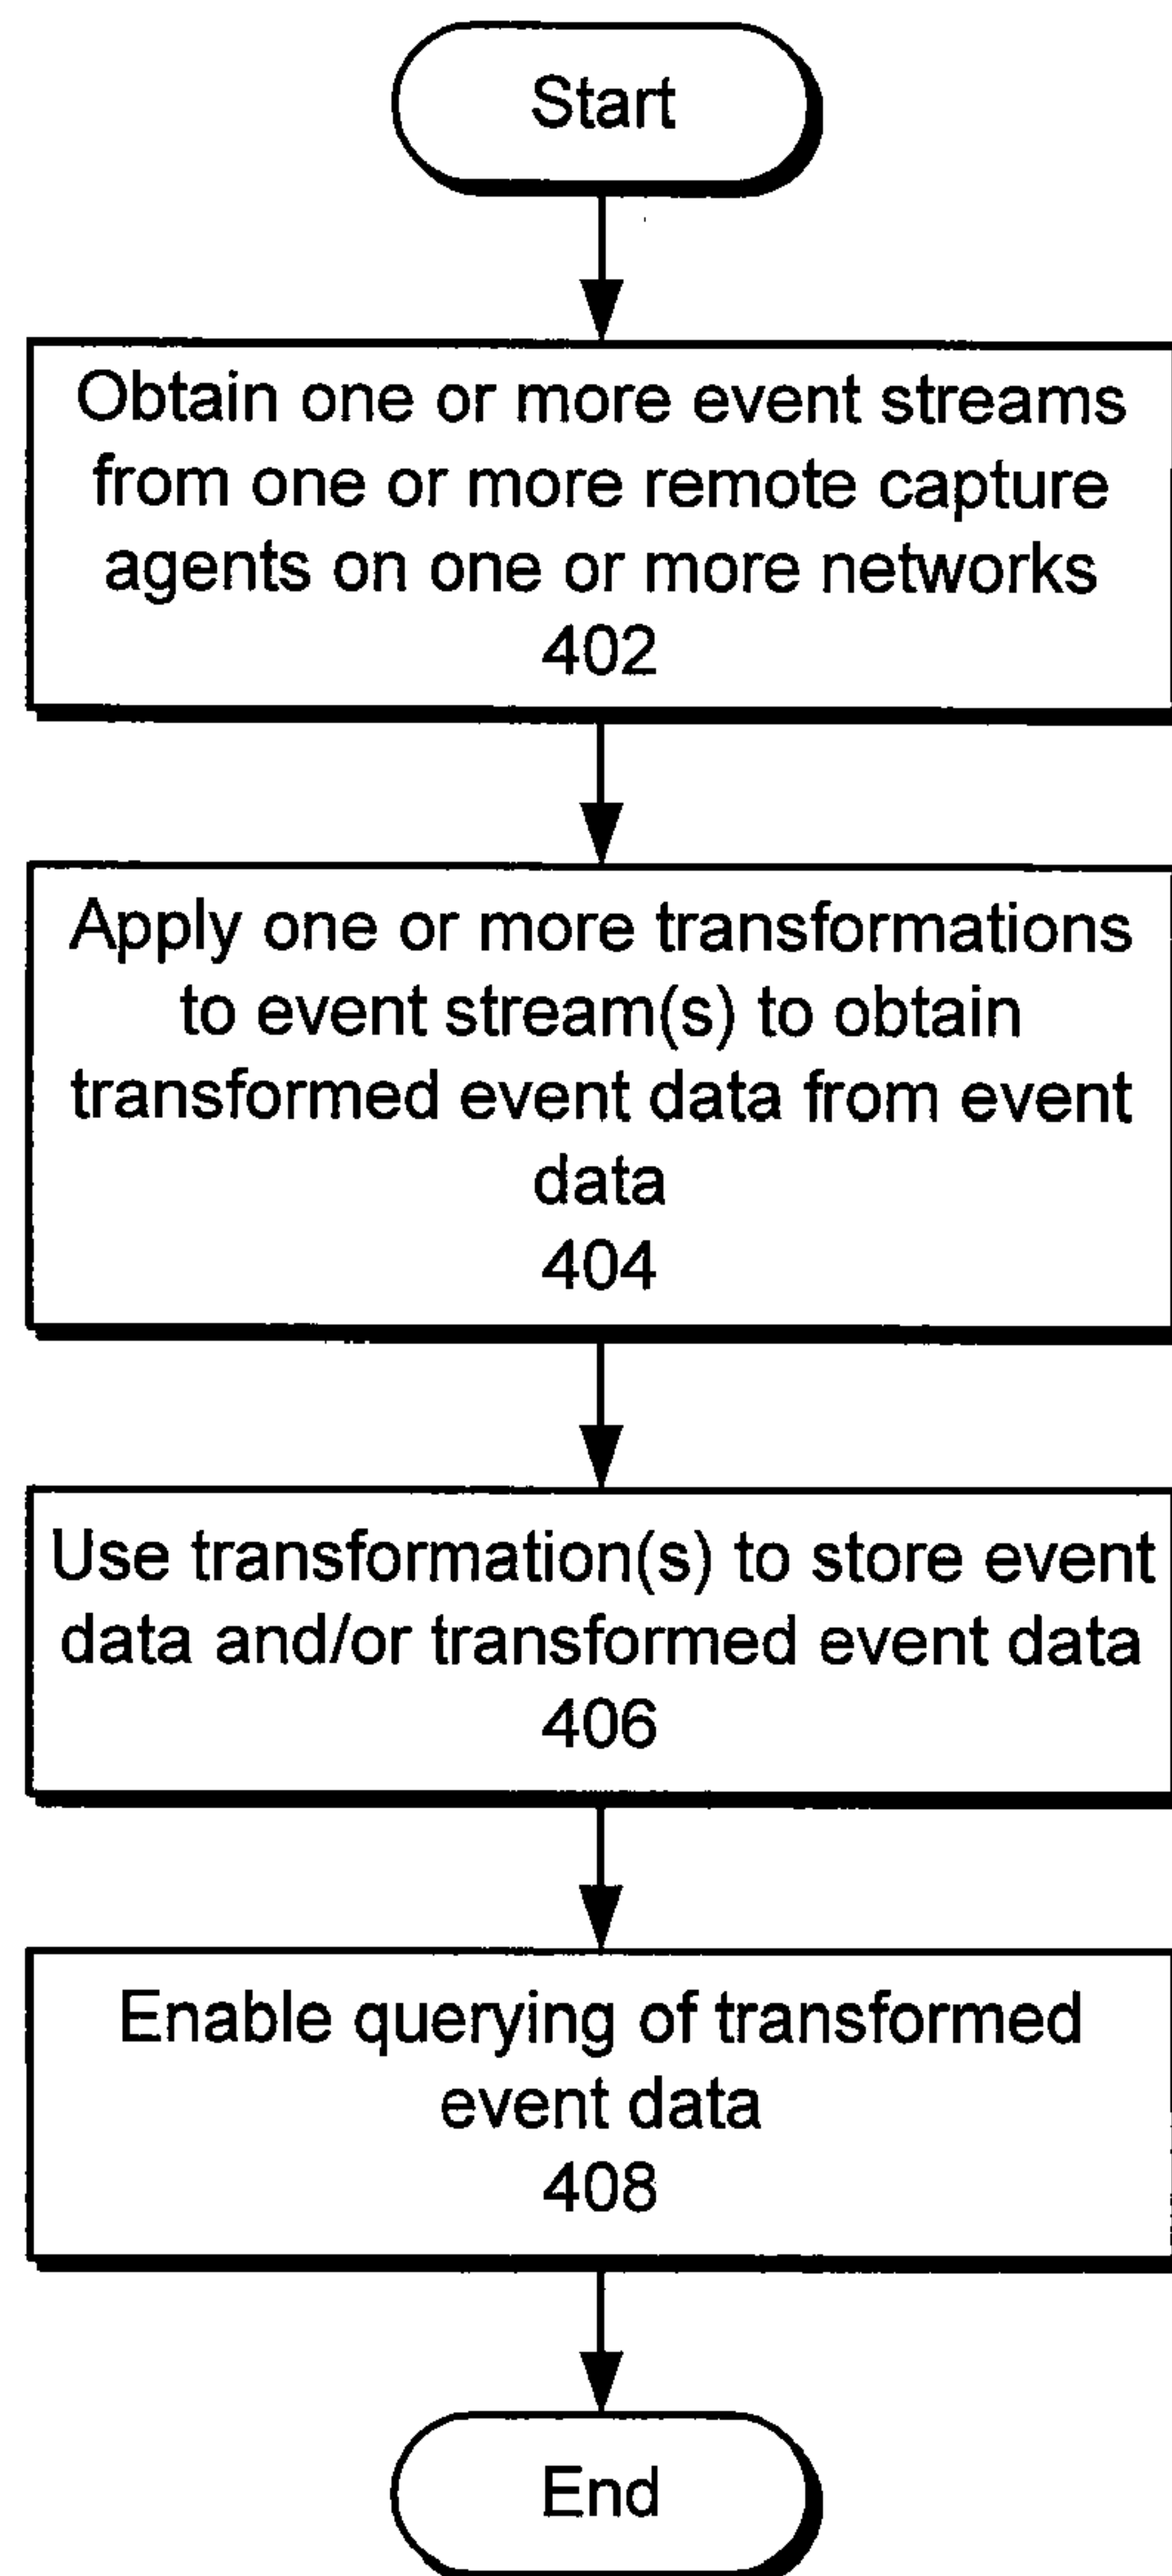 Start
Obtain one or more event streams
from one or more remote capture
agents on one or more networks
402
Apply one or more transformations
to event stream(s) to obtain
transformed event data from event
data
404
Use transformation(s) to store event
data and/or transformed event data
406
Enable querying of transformed
event data
408
End